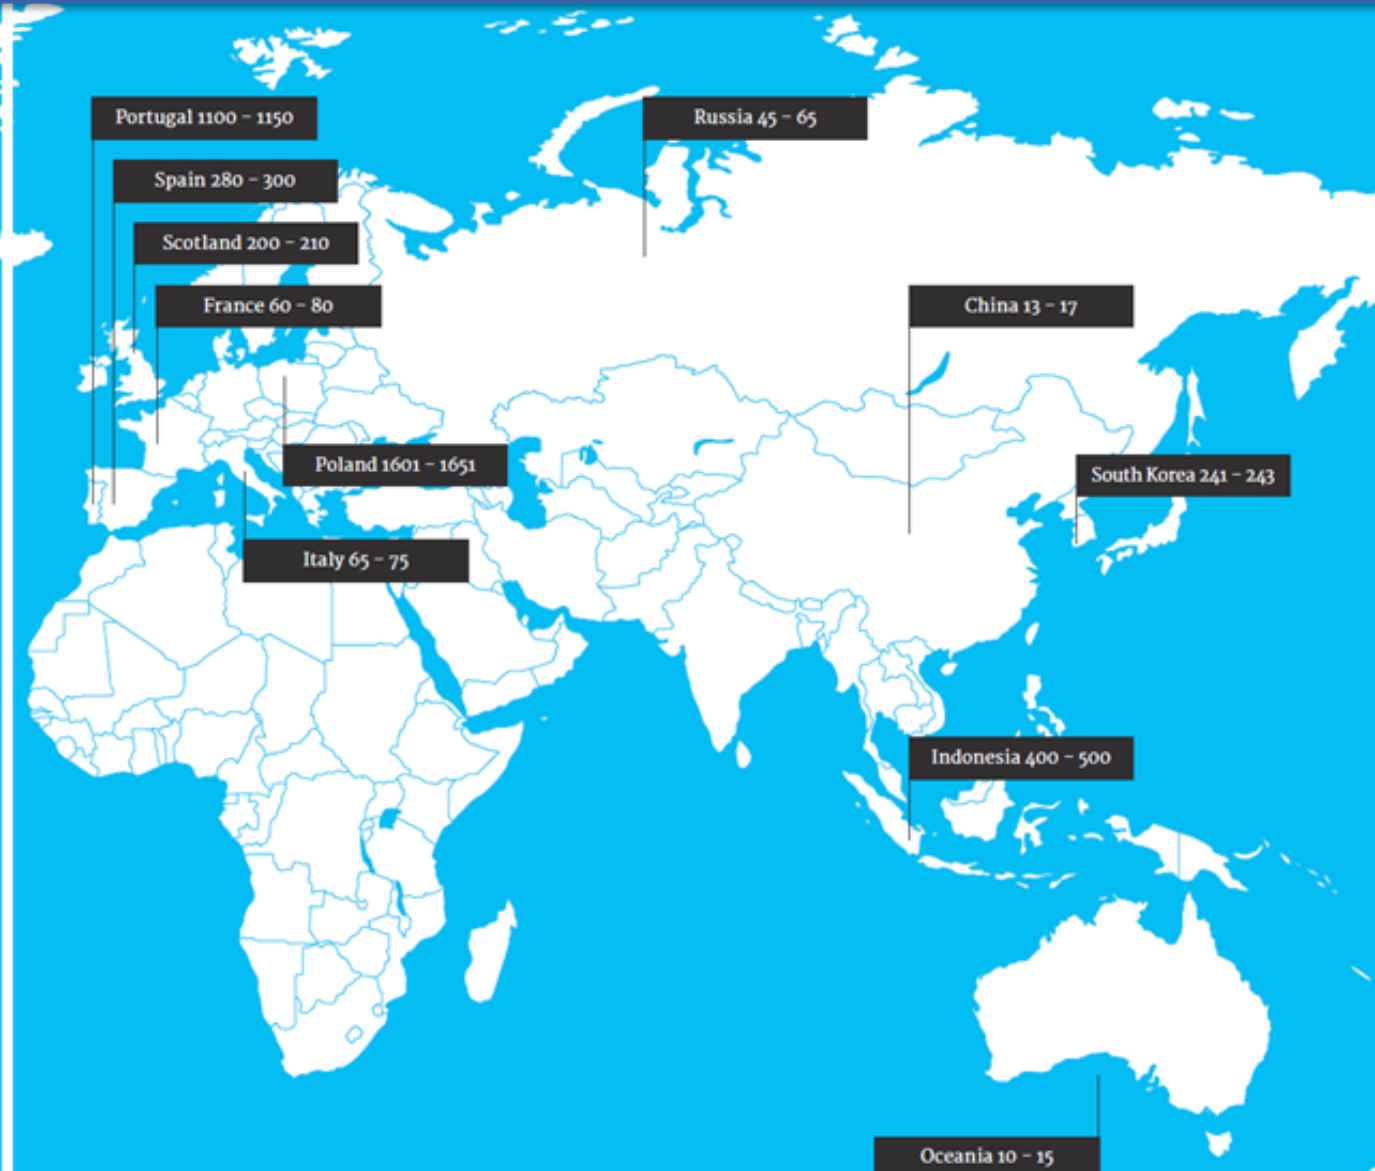 Portugal 1100 – 1150
Russia 45 – 65
Spain 280 – 300
Scotland 200 – 210
France 60 – 80
China 13 – 17
Poland 1601 – 1651
South Korea 241 – 243
Italy 65 – 75
Indonesia 400 – 500
Oceania 10 – 15